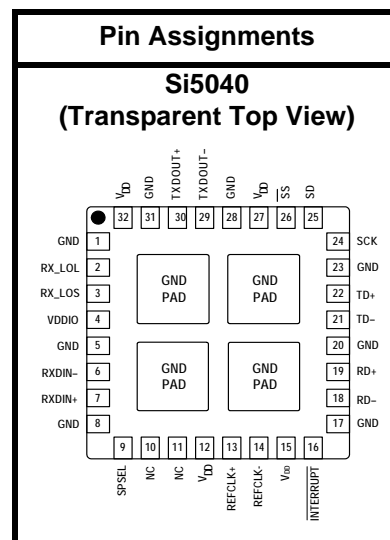 Pin Assignments
Si5040
(Transparent Top View)
VDD
GND
TXDOUT+
TXDOUT–
GND
VDD
SS
SD
32
31
30
29
28
27
26
25
GND 1
RX_LOL 2
RX_LOS 3
VDDIO 4
GND 5
RXDIN– 6
RXDIN+ 7
GND 8
GND
PAD
GND
PAD
GND
PAD
GND
PAD
24 SCK
23 GND
22 TD+
21 TD–
20 GND
19 RD+
18 RD–
17 GND
9
10
11
12
13
14
15
16
SPSEL
NC
NC
VDD
REFCLK+
REFCLK-
VDD
INTERRUPT